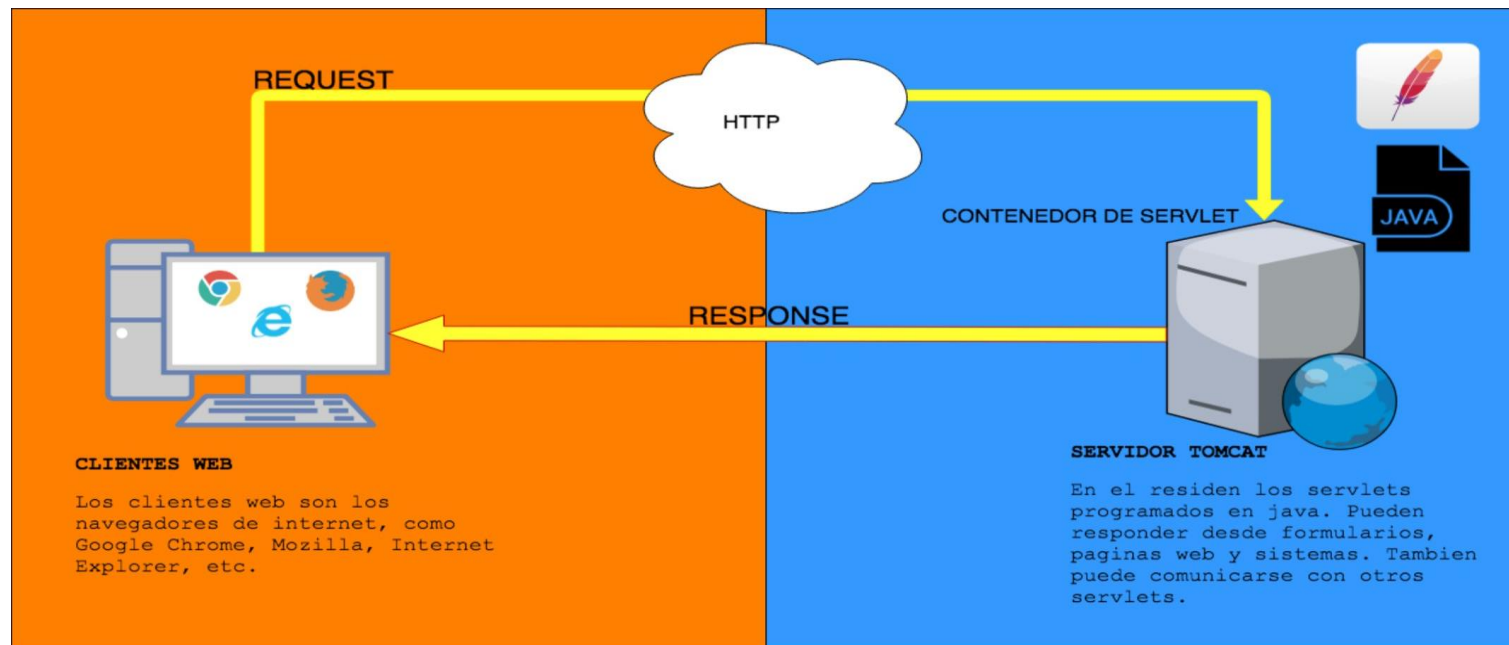 REQUEST
HTTP
CONTENEDOR DE SERVLET
JAVA
RESPONSE
CLIENTES WEB
Los clientes web son los
navegadores de internet, como
Google Chrome, Mozilla, Internet
Explorer, etc.
SERVIDOR TOMCAT
En el residen los servlets
programados en java. Pueden
responder desde formularios,
paginas web y sistemas. Tambien
puede comunicarse con otros
servlets.